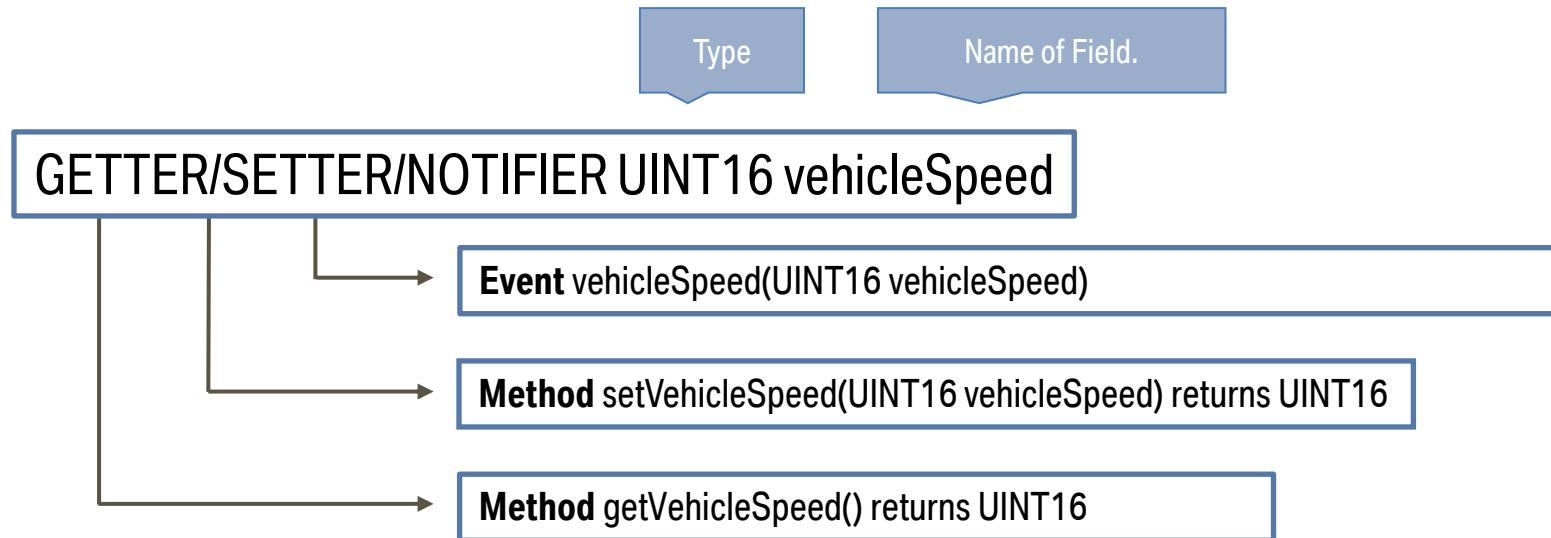 Type
Name of Field.
GETTER/SETTER/NOTIFIER UINT16 vehicleSpeed
Event vehicleSpeed(UINT16 vehicleSpeed)
Method setVehicleSpeed(UINT16 vehicleSpeed) returns UINT16
Method getVehicleSpeed() returns UINT16